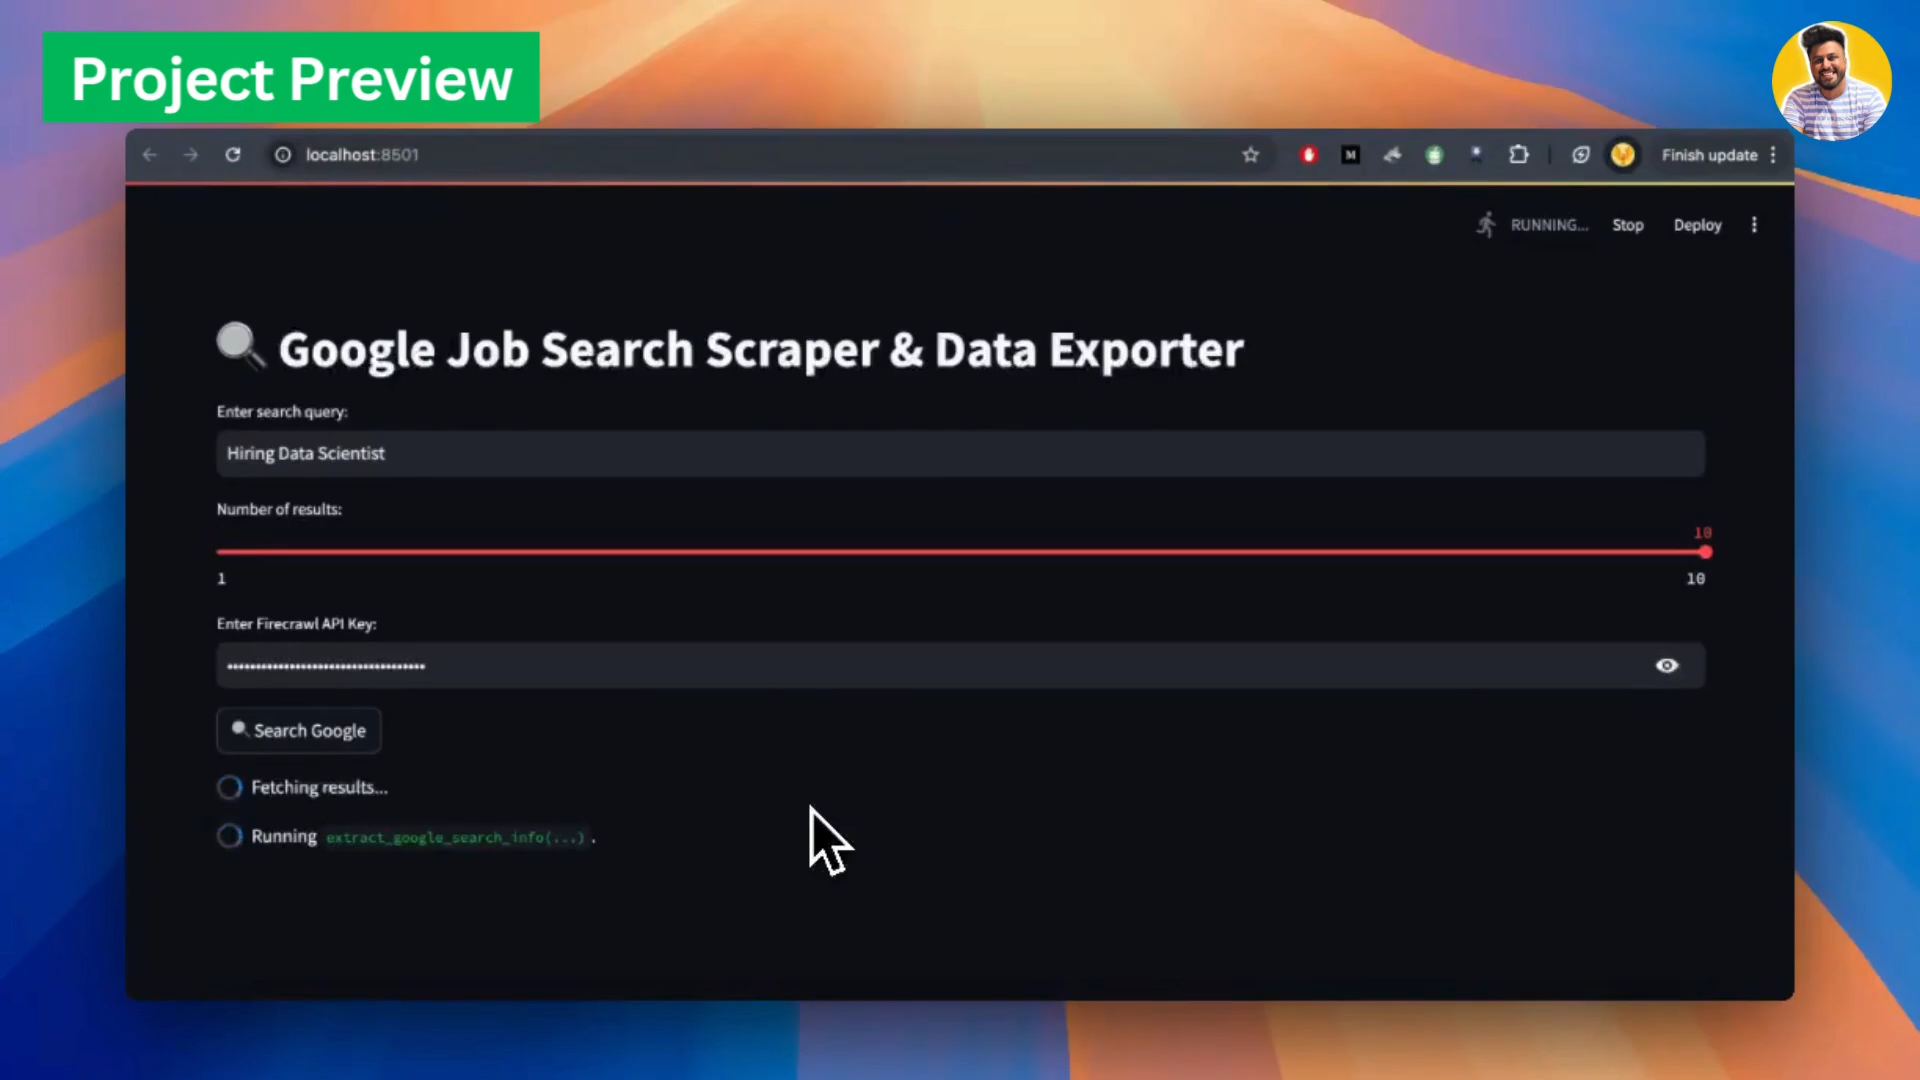 Project Preview
localhost:8501
M
Finish update
RUNNING...
Stop
Deploy
Google Job Search Scraper & Data Exporter
Enter search query:
Hiring Data Scientist
Number of results:
10
1
10
Enter Firecrawl API Key:
Search Google
Fetching results...
Running extract_google_search_info(...) .